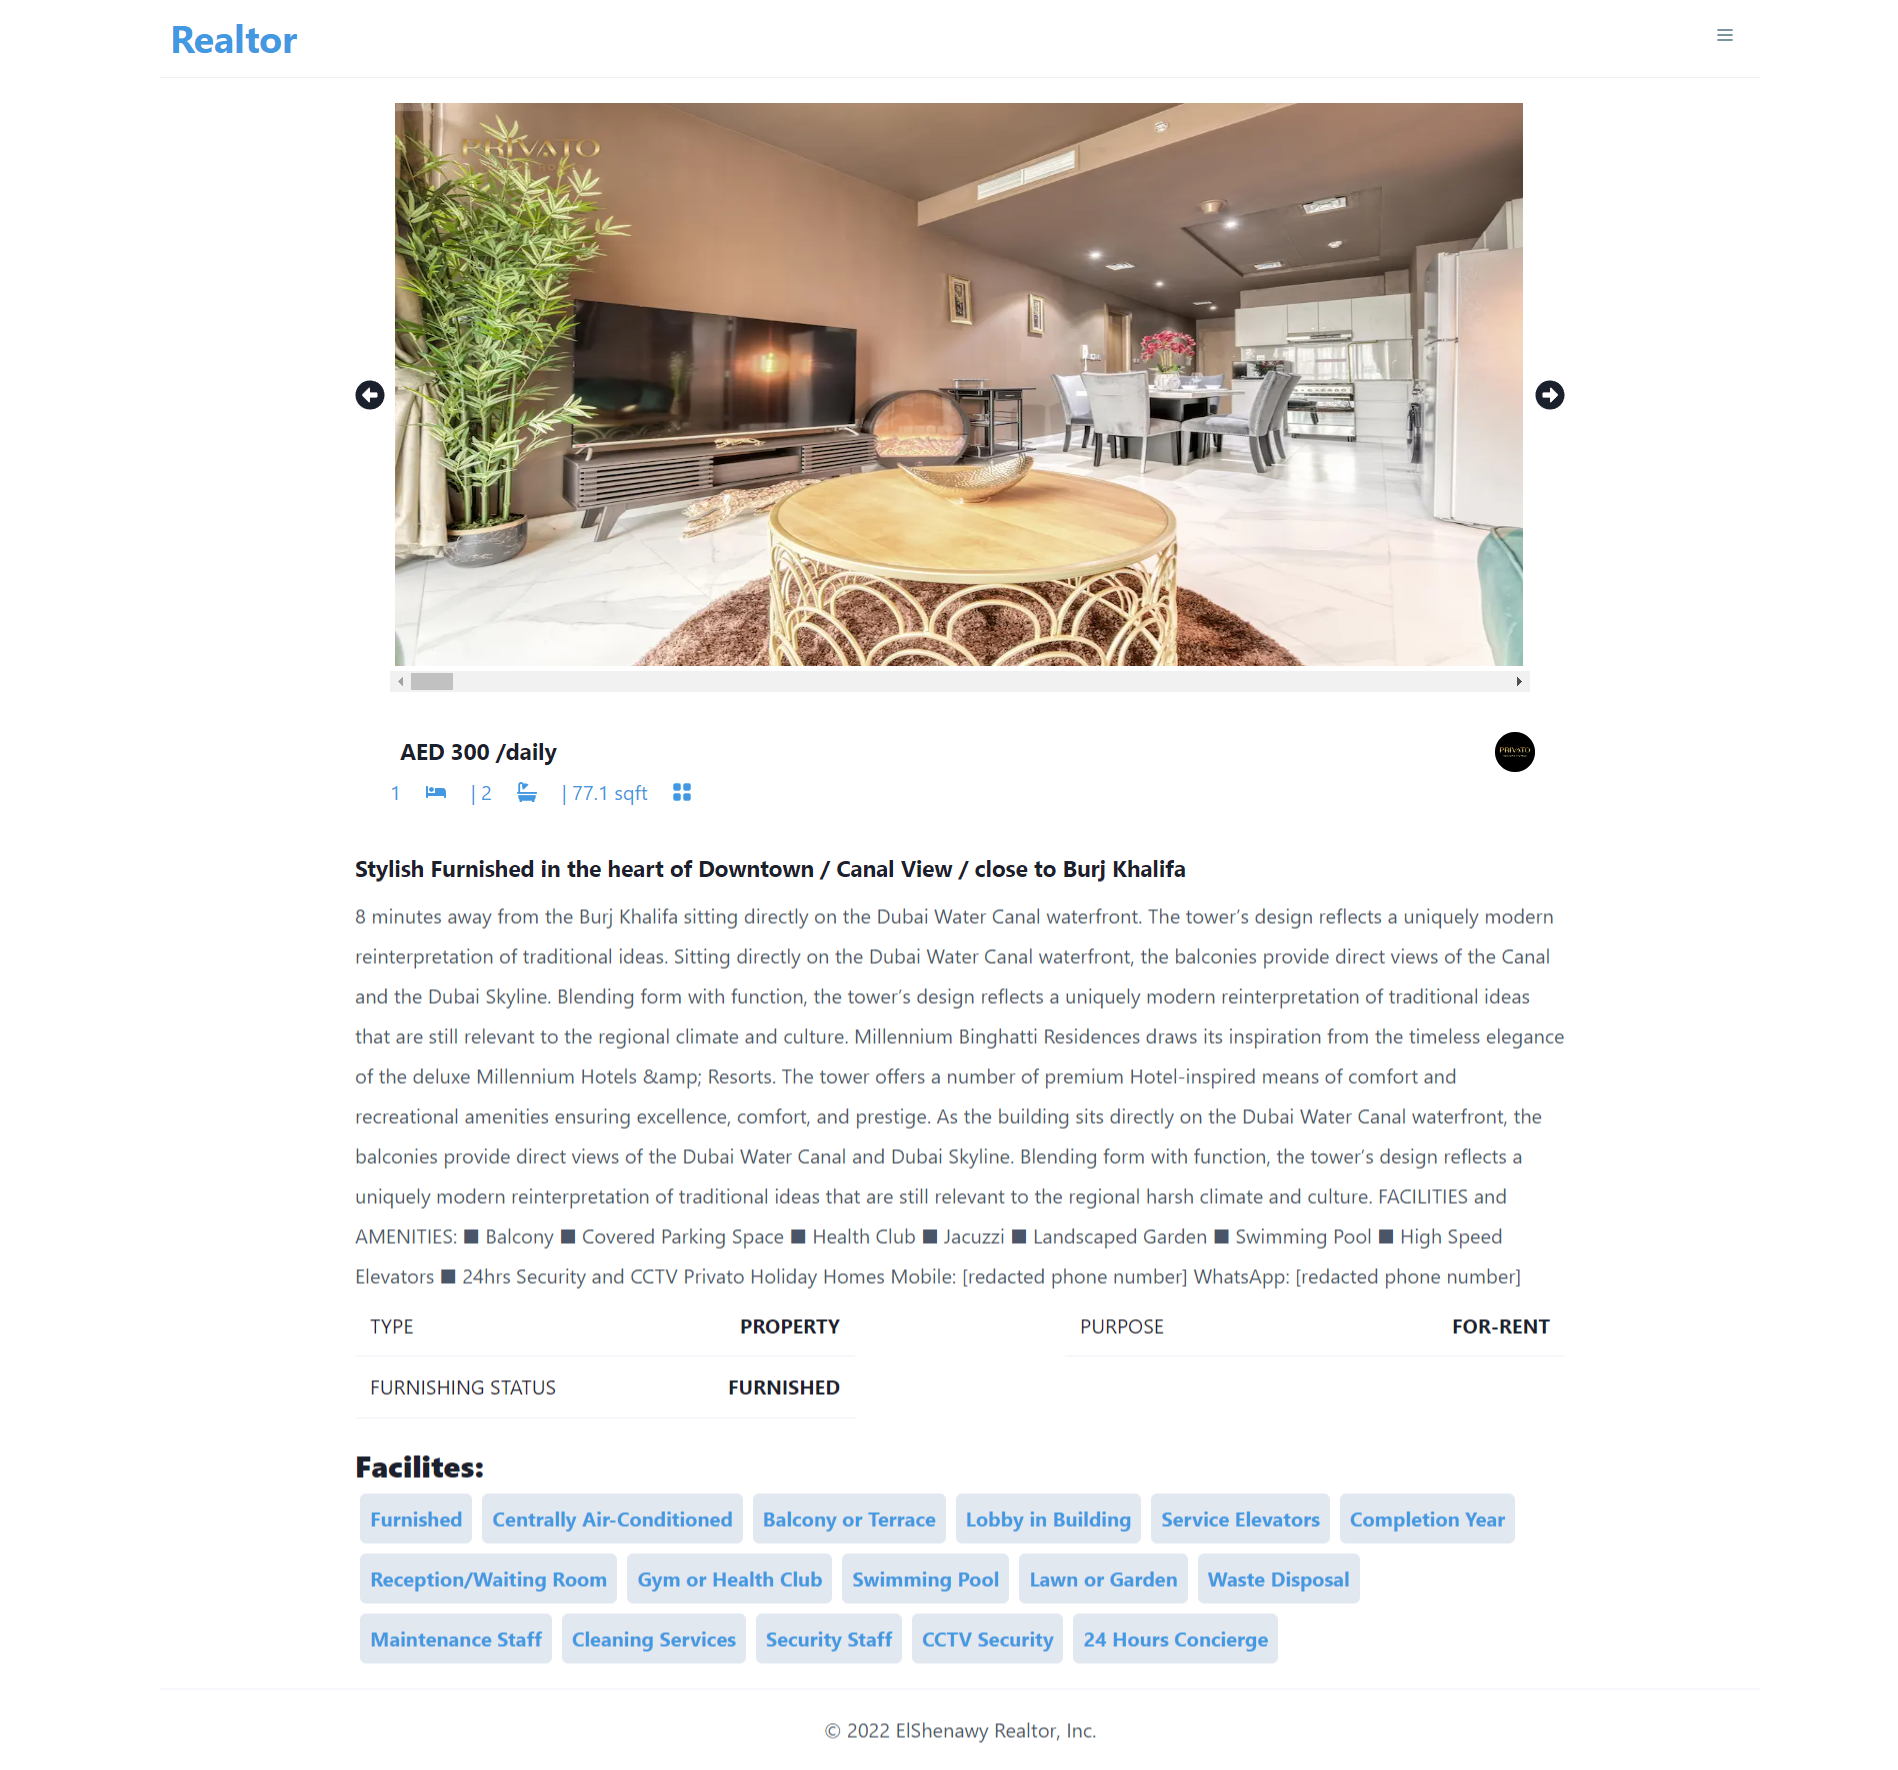 Realtor
PRIVATO
AED 300 /daily
PRIVATO
1 | 2 | 77.1 sqft
Stylish Furnished in the heart of Downtown / Canal View / close to Burj Khalifa
8 minutes away from the Burj Khalifa sitting directly on the Dubai Water Canal waterfront. The tower’s design reflects a uniquely modern
reinterpretation of traditional ideas. Sitting directly on the Dubai Water Canal waterfront, the balconies provide direct views of the Canal
and the Dubai Skyline. Blending form with function, the tower’s design reflects a uniquely modern reinterpretation of traditional ideas
that are still relevant to the regional climate and culture. Millennium Binghatti Residences draws its inspiration from the timeless elegance
of the deluxe Millennium Hotels &amp; Resorts. The tower offers a number of premium Hotel-inspired means of comfort and
recreational amenities ensuring excellence, comfort, and prestige. As the building sits directly on the Dubai Water Canal waterfront, the
balconies provide direct views of the Dubai Water Canal and Dubai Skyline. Blending form with function, the tower’s design reflects a
uniquely modern reinterpretation of traditional ideas that are still relevant to the regional harsh climate and culture. FACILITIES and
AMENITIES: ■ Balcony ■ Covered Parking Space ■ Health Club ■ Jacuzzi ■ Landscaped Garden ■ Swimming Pool ■ High Speed
Elevators ■ 24hrs Security and CCTV Privato Holiday Homes Mobile: [redacted phone number] WhatsApp: [redacted phone number]
TYPE PROPERTY PURPOSE FOR-RENT
FURNISHING STATUS FURNISHED
Facilites:
Furnished Centrally Air-Conditioned Balcony or Terrace Lobby in Building Service Elevators Completion Year
Reception/Waiting Room Gym or Health Club Swimming Pool Lawn or Garden Waste Disposal
Maintenance Staff Cleaning Services Security Staff CCTV Security 24 Hours Concierge
© 2022 ElShenawy Realtor, Inc.